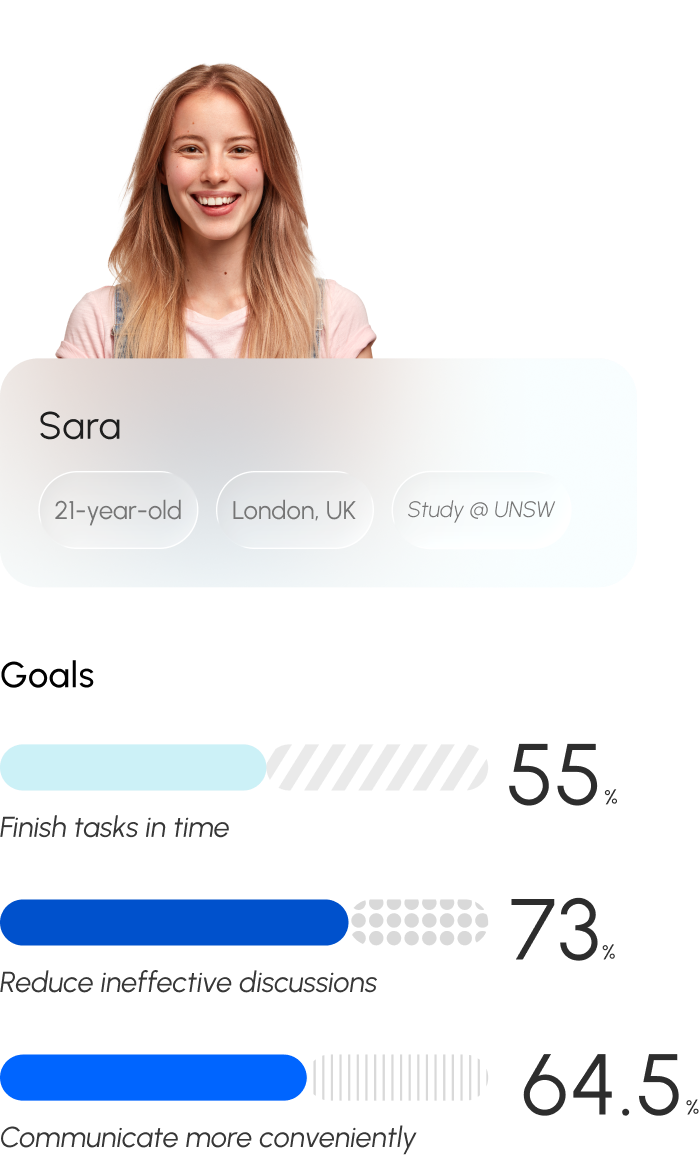 Sara
21-year-old London, UK Study @ UNSW
Goals
55%
Finish tasks in time
73%
Reduce ineffective discussions
64.5%
Communicate more conveniently